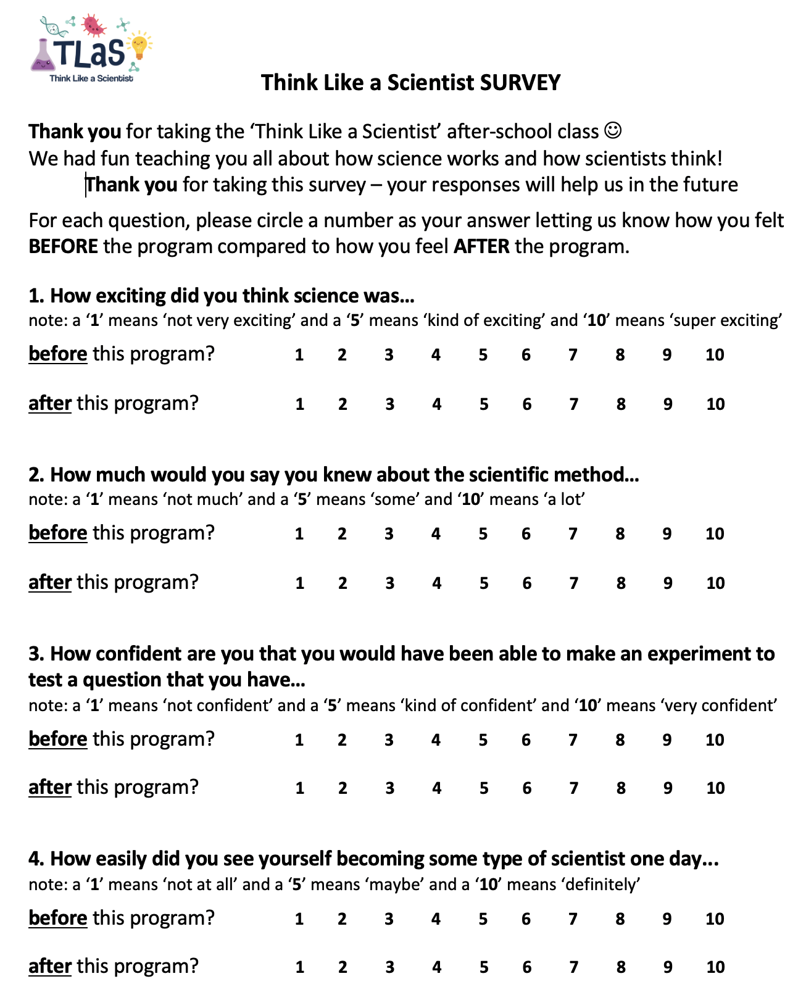 TLaS
Think Like a Scientist
Think Like a Scientist SURVEY
Thank you for taking the ‘Think Like a Scientist’ after-school class ☺
We had fun teaching you all about how science works and how scientists think!
Thank you for taking this survey – your responses will help us in the future
For each question, please circle a number as your answer letting us know how you felt
BEFORE the program compared to how you feel AFTER the program.
1. How exciting did you think science was...
note: a ‘1’ means ‘not very exciting’ and a ‘5’ means ‘kind of exciting’ and ‘10’ means ‘super exciting’
before this program? 1 2 3 4 5 6 7 8 9 10
after this program? 1 2 3 4 5 6 7 8 9 10
2. How much would you say you knew about the scientific method...
note: a ‘1’ means ‘not much’ and a ‘5’ means ‘some’ and ‘10’ means ‘a lot’
before this program? 1 2 3 4 5 6 7 8 9 10
after this program? 1 2 3 4 5 6 7 8 9 10
3. How confident are you that you would have been able to make an experiment to
test a question that you have...
note: a ‘1’ means ‘not confident’ and a ‘5’ means ‘kind of confident’ and ‘10’ means ‘very confident’
before this program? 1 2 3 4 5 6 7 8 9 10
after this program? 1 2 3 4 5 6 7 8 9 10
4. How easily did you see yourself becoming some type of scientist one day...
note: a ‘1’ means ‘not at all’ and a ‘5’ means ‘maybe’ and a ‘10’ means ‘definitely’
before this program? 1 2 3 4 5 6 7 8 9 10
after this program? 1 2 3 4 5 6 7 8 9 10